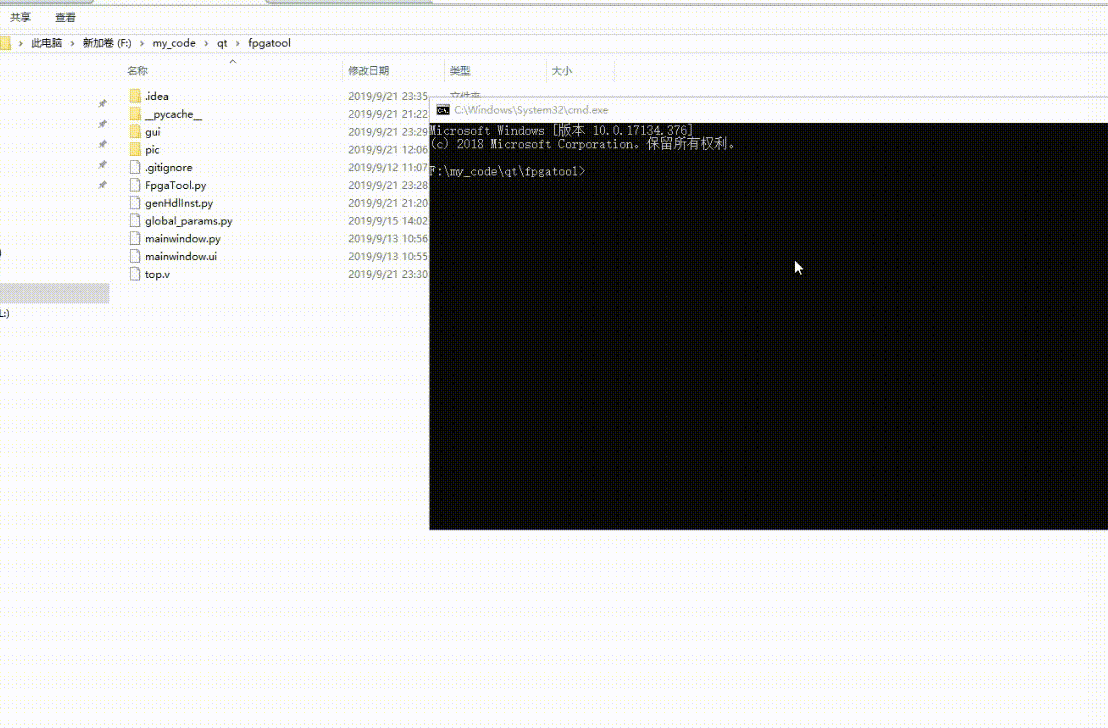 共享 查看
› 此电脑 › 新加卷 (F:) › my_code › qt › fpgatool
名称 修改日期 类型 大小
.idea 2019/9/21 23:35 文件夹
__pycache__ 2019/9/21 21:22
gui 2019/9/21 23:29
pic 2019/9/21 12:06
.gitignore 2019/9/12 11:07
FpgaTool.py 2019/9/21 23:28
genHdlInst.py 2019/9/21 21:20
global_params.py 2019/9/15 14:02
mainwindow.py 2019/9/13 10:56
mainwindow.ui 2019/9/13 10:55
top.v 2019/9/21 23:30
L:)
C:\Windows\System32\cmd.exe
Microsoft Windows [版本 10.0.17134.376]
(c) 2018 Microsoft Corporation。保留所有权利。
F:\my_code\qt\fpgatool>